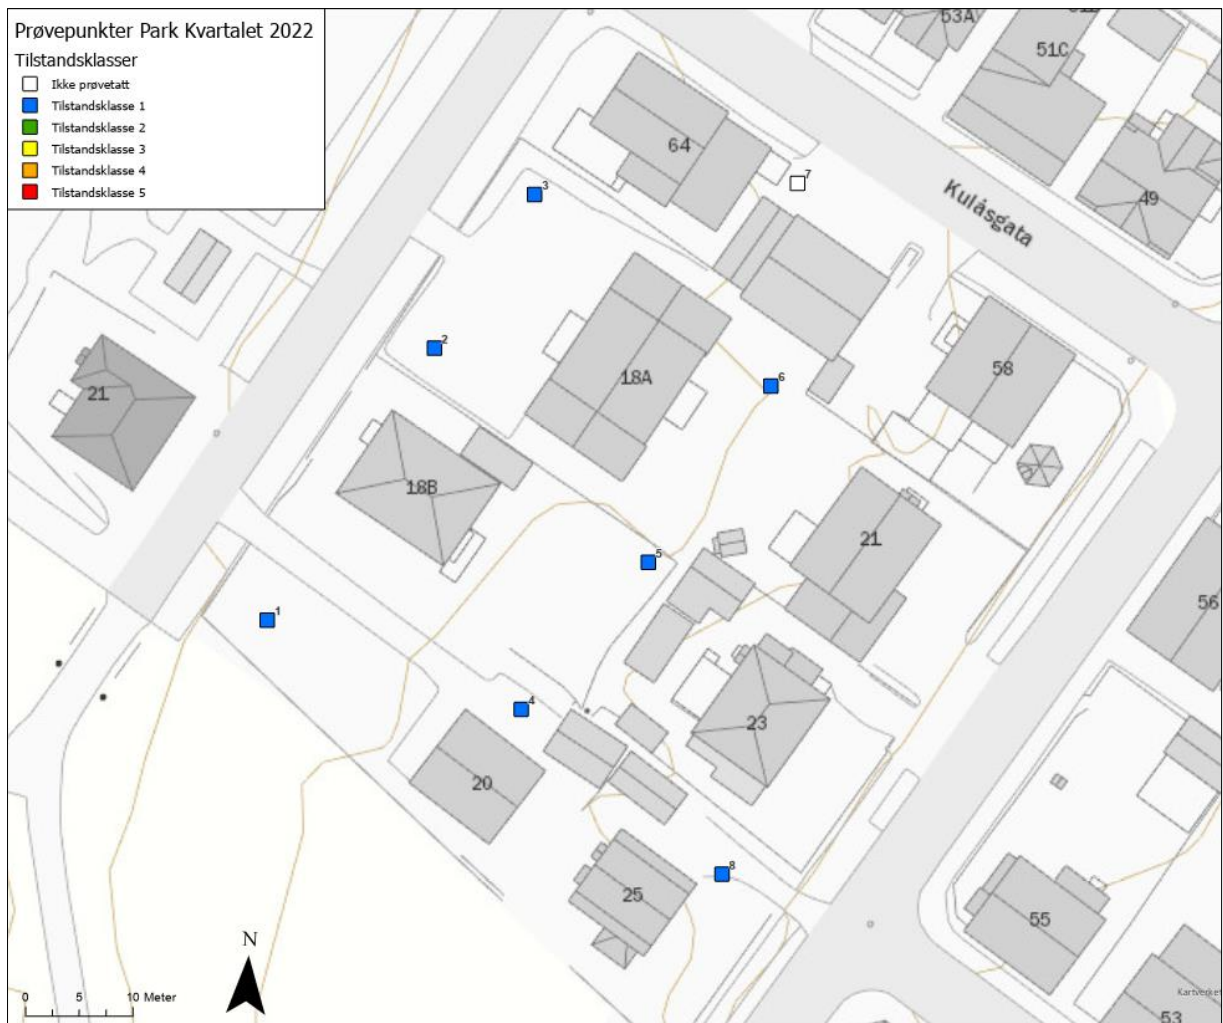 Prøvepunkter Park Kvartalet 2022
Tilstandsklasser
Ikke prøvetatt
Tilstandsklasse 1
Tilstandsklasse 2
Tilstandsklasse 3
Tilstandsklasse 4
Tilstandsklasse 5
53A
51C
64
7
3
49
Kulåsgata
2
18A
6
58
21
18B
21
5
56
1
4
23
20
8
25
55
N
0 5 10 Meter
Kartverket
53